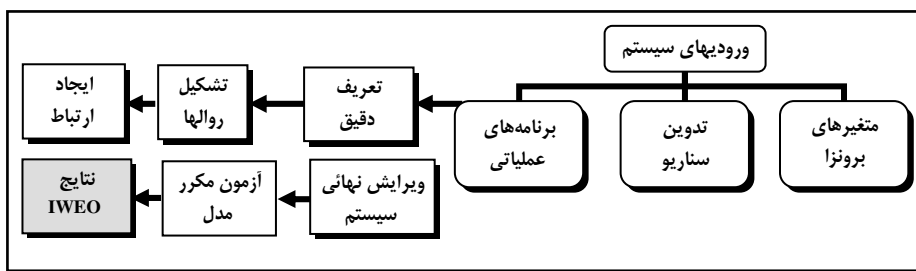 ورودیهای سیستم
متغیرهای
برونزا
تدوین
سناریو
برنامه‌های
عملیاتی
تعریف
دقیق
تشکیل
روالها
ایجاد
ارتباط
ویرایش نهائی
سیستم
آزمون مکرر
مدل
نتایج
IWEO